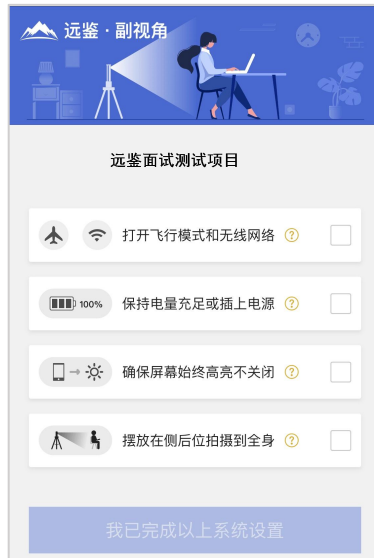 远鉴 · 副视角
远鉴面试测试项目
打开飞行模式和无线网络 ?
100% 保持电量充足或插上电源 ?
确保屏幕始终高亮不关闭 ?
摆放在侧后位拍摄到全身 ?
我已完成以上系统设置